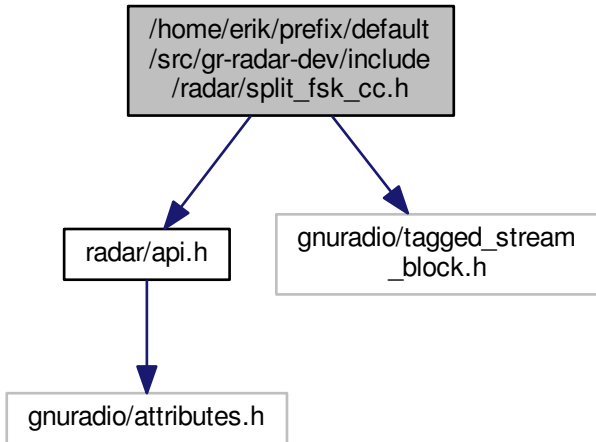 /home/erik/prefix/default
/src/gr-radar-dev/include
/radar/split_fsk_cc.h
radar/api.h
gnuradio/tagged_stream
_block.h
gnuradio/attributes.h